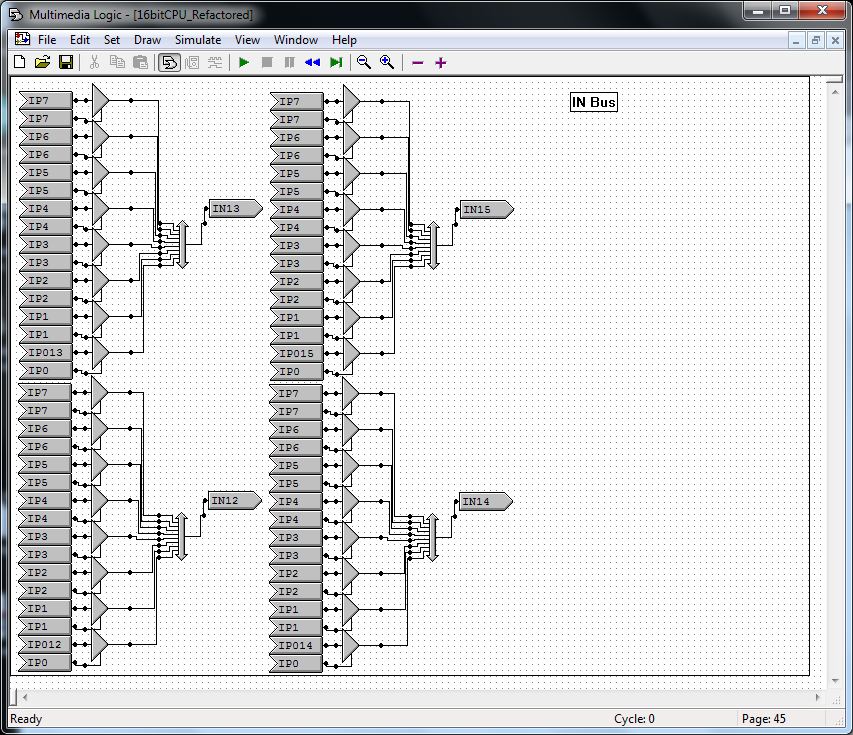 Multimedia Logic - [16bitCPU_Refactored]
File Edit Set Draw Simulate View Window Help
IN Bus
IP7
IP7
IP6
IP6
IP5
IP5
IP4
IP4
IP3
IP3
IP2
IP2
IP1
IP1
IP013
IP0
IN13
IP7
IP7
IP6
IP6
IP5
IP5
IP4
IP4
IP3
IP3
IP2
IP2
IP1
IP1
IP015
IP0
IN15
IP7
IP7
IP6
IP6
IP5
IP5
IP4
IP4
IP3
IP3
IP2
IP2
IP1
IP1
IP012
IP0
IN12
IP7
IP7
IP6
IP6
IP5
IP5
IP4
IP4
IP3
IP3
IP2
IP2
IP1
IP1
IP014
IP0
IN14
Ready Cycle: 0 Page: 45